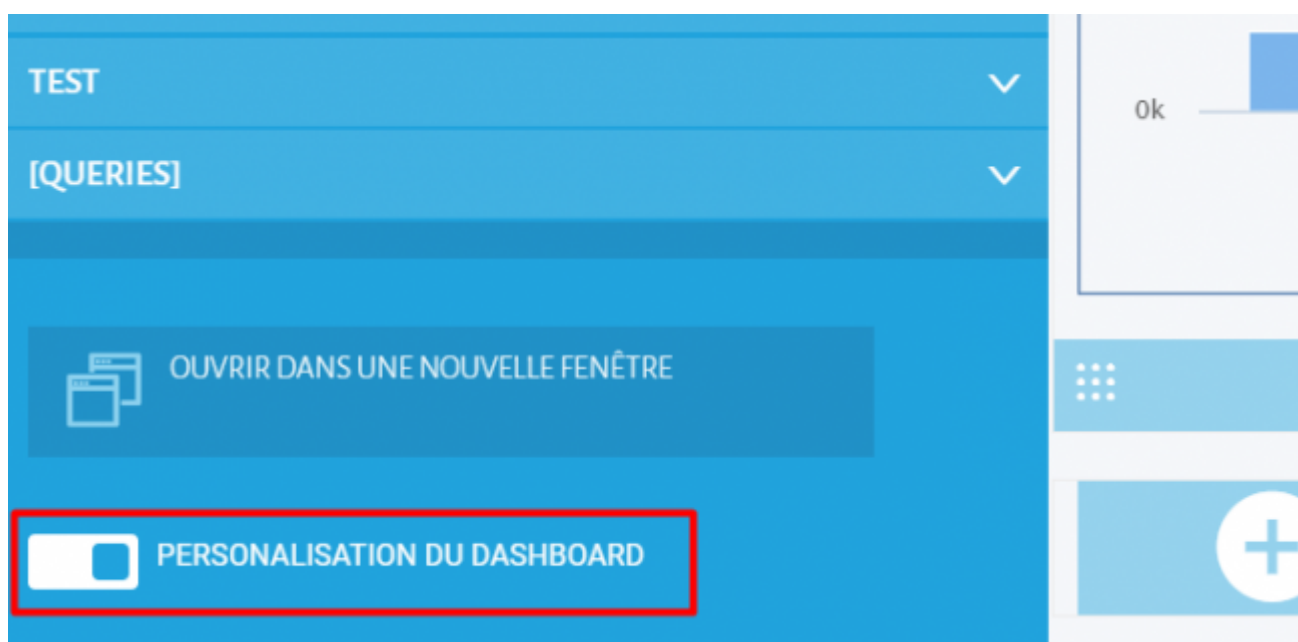 TEST
[QUERIES]
0k
OUVRIR DANS UNE NOUVELLE FENÊTRE
PERSONALISATION DU DASHBOARD